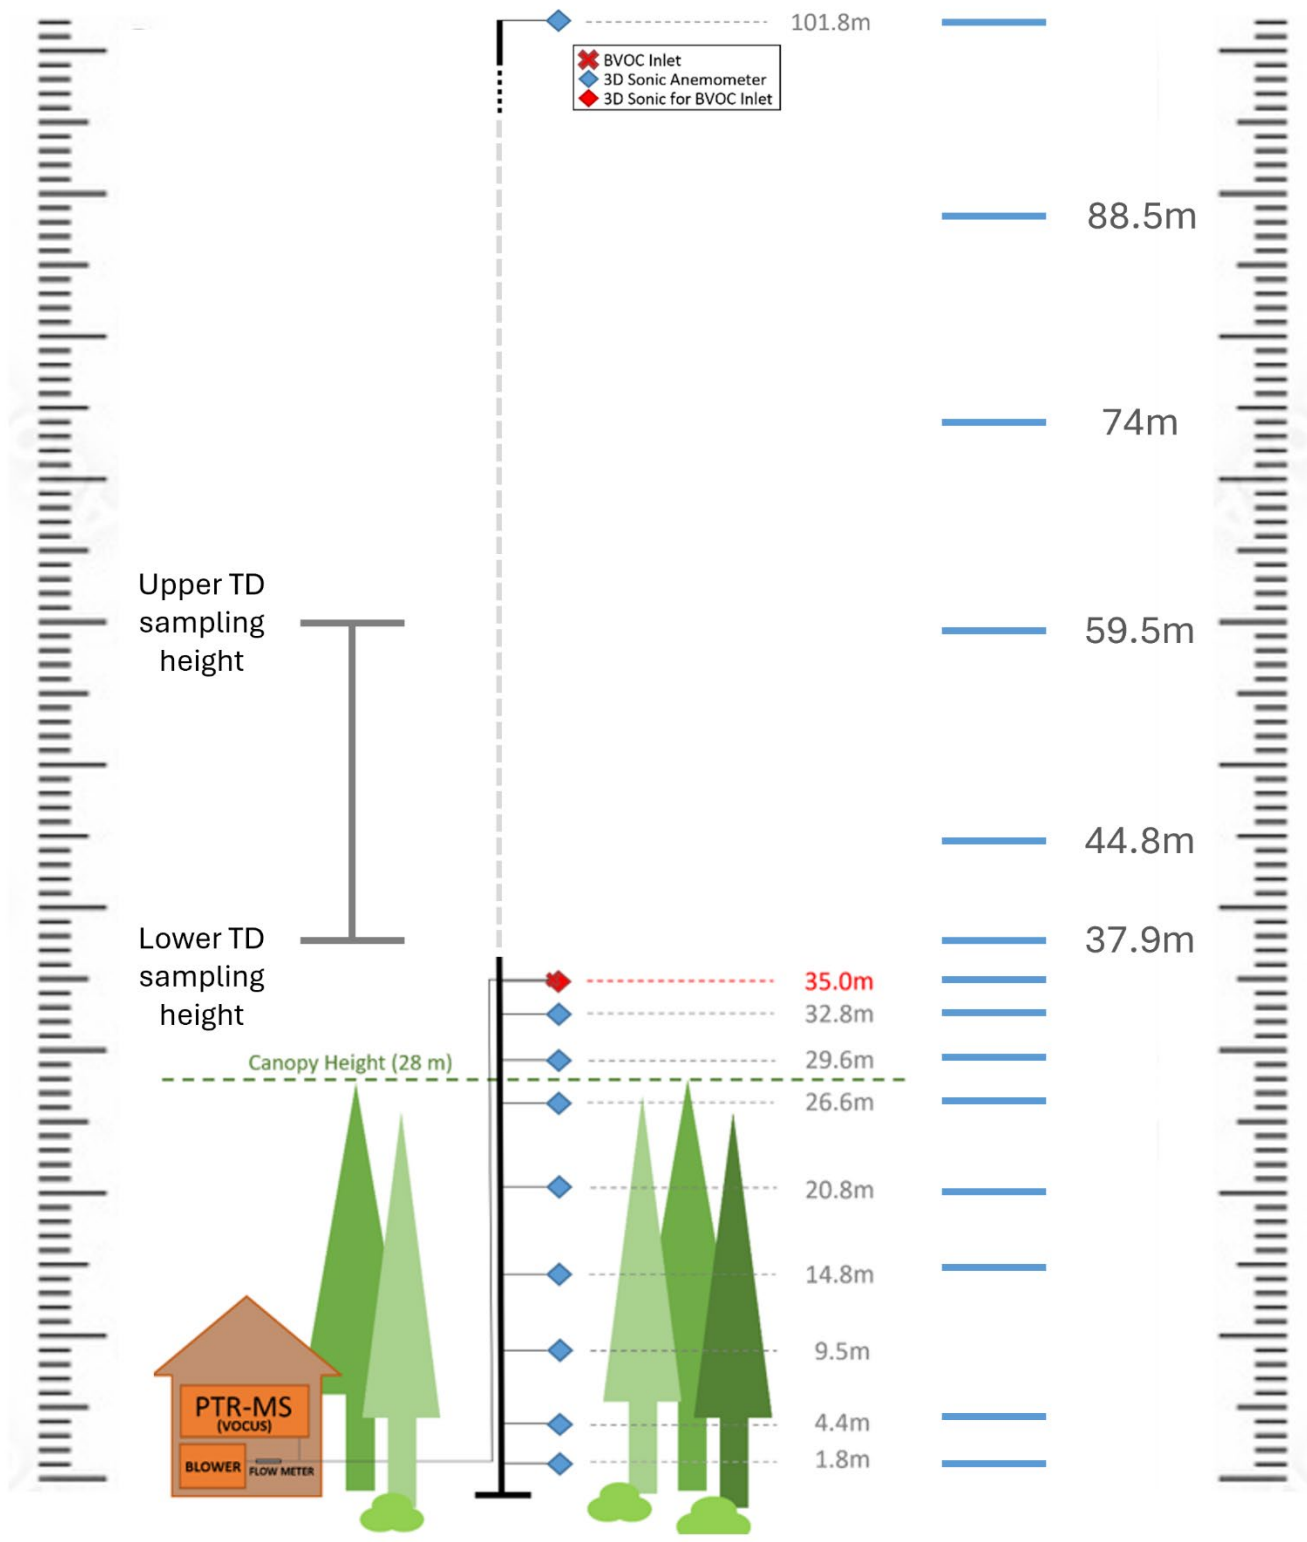 101.8m
BVOC Inlet
3D Sonic Anemometer
3D Sonic for BVOC Inlet
88.5m
74m
Upper TD
sampling
height
59.5m
44.8m
Lower TD
sampling
height
37.9m
35.0m
32.8m
Canopy Height (28 m)
29.6m
26.6m
20.8m
14.8m
9.5m
PTR-MS
(VOCUS)
4.4m
BLOWER
FLOW METER
1.8m